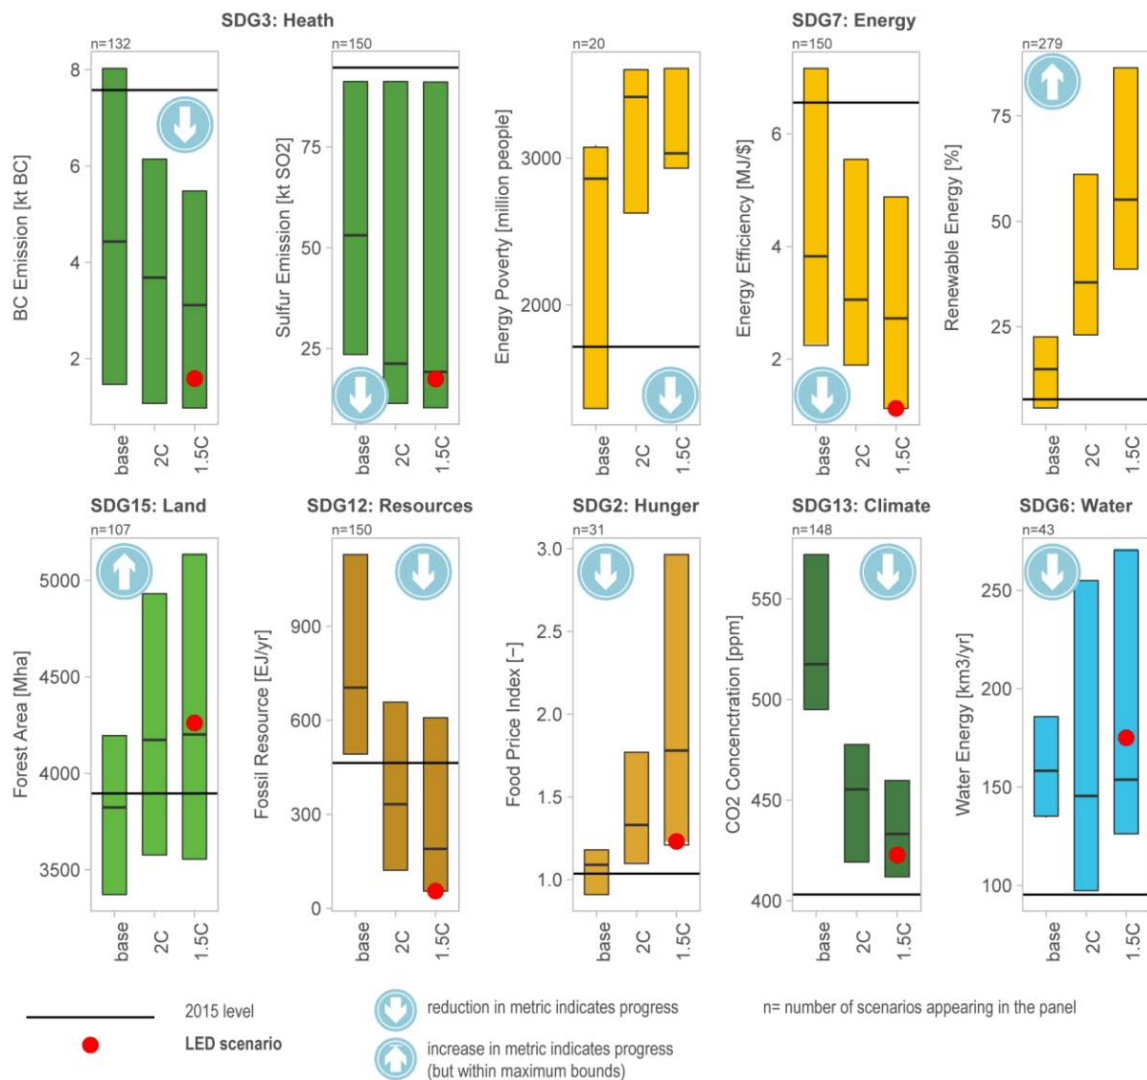 SDG3: Heath
SDG7: Energy
n=132
BC Emission [kt BC]
8
6
4
2
base
2C
1.5C
n=150
Sulfur Emission [kt SO2]
75
50
25
base
2C
1.5C
n=20
Energy Poverty [million people]
3000
2000
base
2C
1.5C
n=150
Energy Efficiency [MJ/$]
6
4
2
base
2C
1.5C
n=279
Renewable Energy [%]
75
50
25
base
2C
1.5C
SDG15: Land
n=107
Forest Area [Mha]
5000
4500
4000
3500
base
2C
1.5C
SDG12: Resources
n=150
Fossil Resource [EJ/yr]
900
600
300
0
base
2C
1.5C
SDG2: Hunger
n=31
Food Price Index [−]
3.0
2.5
2.0
1.5
1.0
base
2C
1.5C
SDG13: Climate
n=148
CO2 Concenctration [ppm]
550
500
450
400
base
2C
1.5C
SDG6: Water
n=43
Water Energy [km3/yr]
250
200
150
100
base
2C
1.5C
2015 level
LED scenario
reduction in metric indicates progress
increase in metric indicates progress
(but within maximum bounds)
n= number of scenarios appearing in the panel